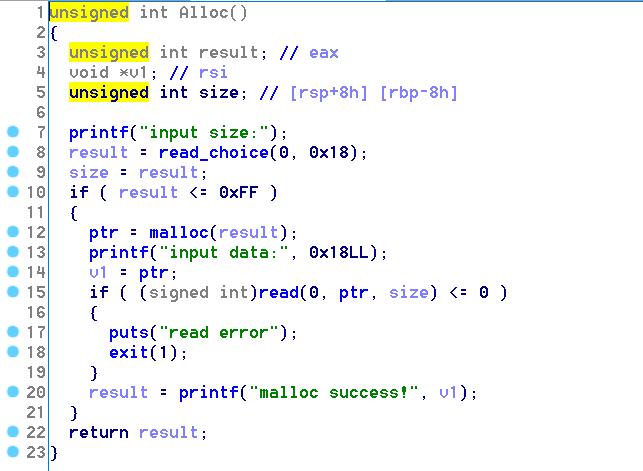 1 unsigned int Alloc()
2 {
3 unsigned int result; // eax
4 void *v1; // rsi
5 unsigned int size; // [rsp+8h] [rbp-8h]
6
7 printf("input size:");
8 result = read_choice(0, 0x18);
9 size = result;
10 if ( result <= 0xFF )
11 {
12 ptr = malloc(result);
13 printf("input data:", 0x18LL);
14 v1 = ptr;
15 if ( (signed int)read(0, ptr, size) <= 0 )
16 {
17 puts("read error");
18 exit(1);
19 }
20 result = printf("malloc success!", v1);
21 }
22 return result;
23 }